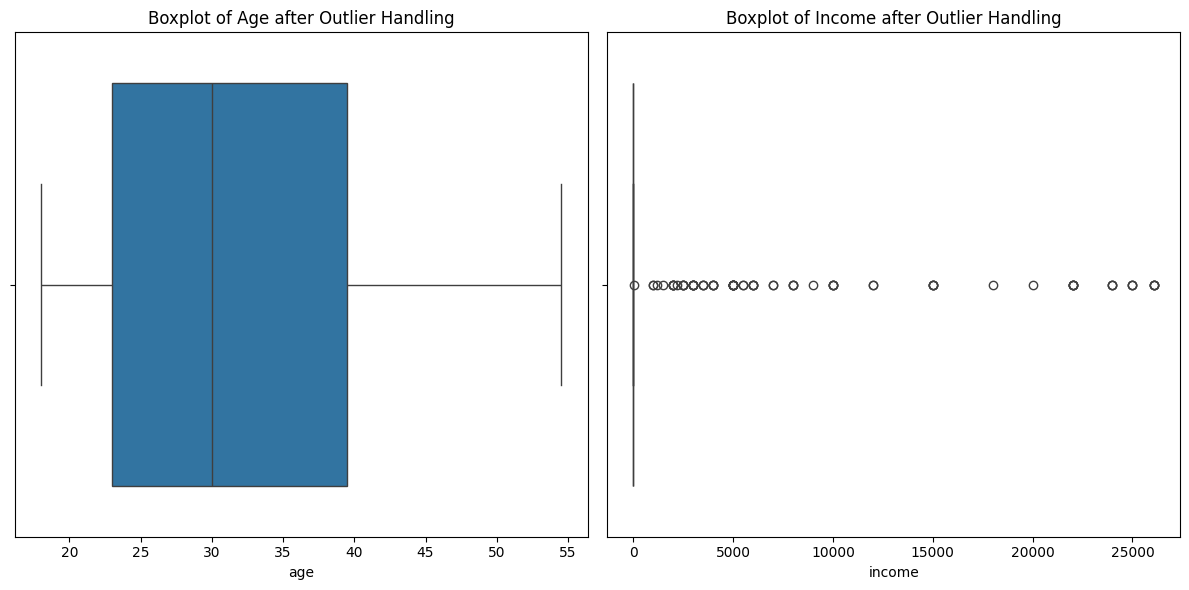 Boxplot of Age after Outlier Handling
20 25 30 35 40 45 50 55
age
Boxplot of Income after Outlier Handling
0 5000 10000 15000 20000 25000
income